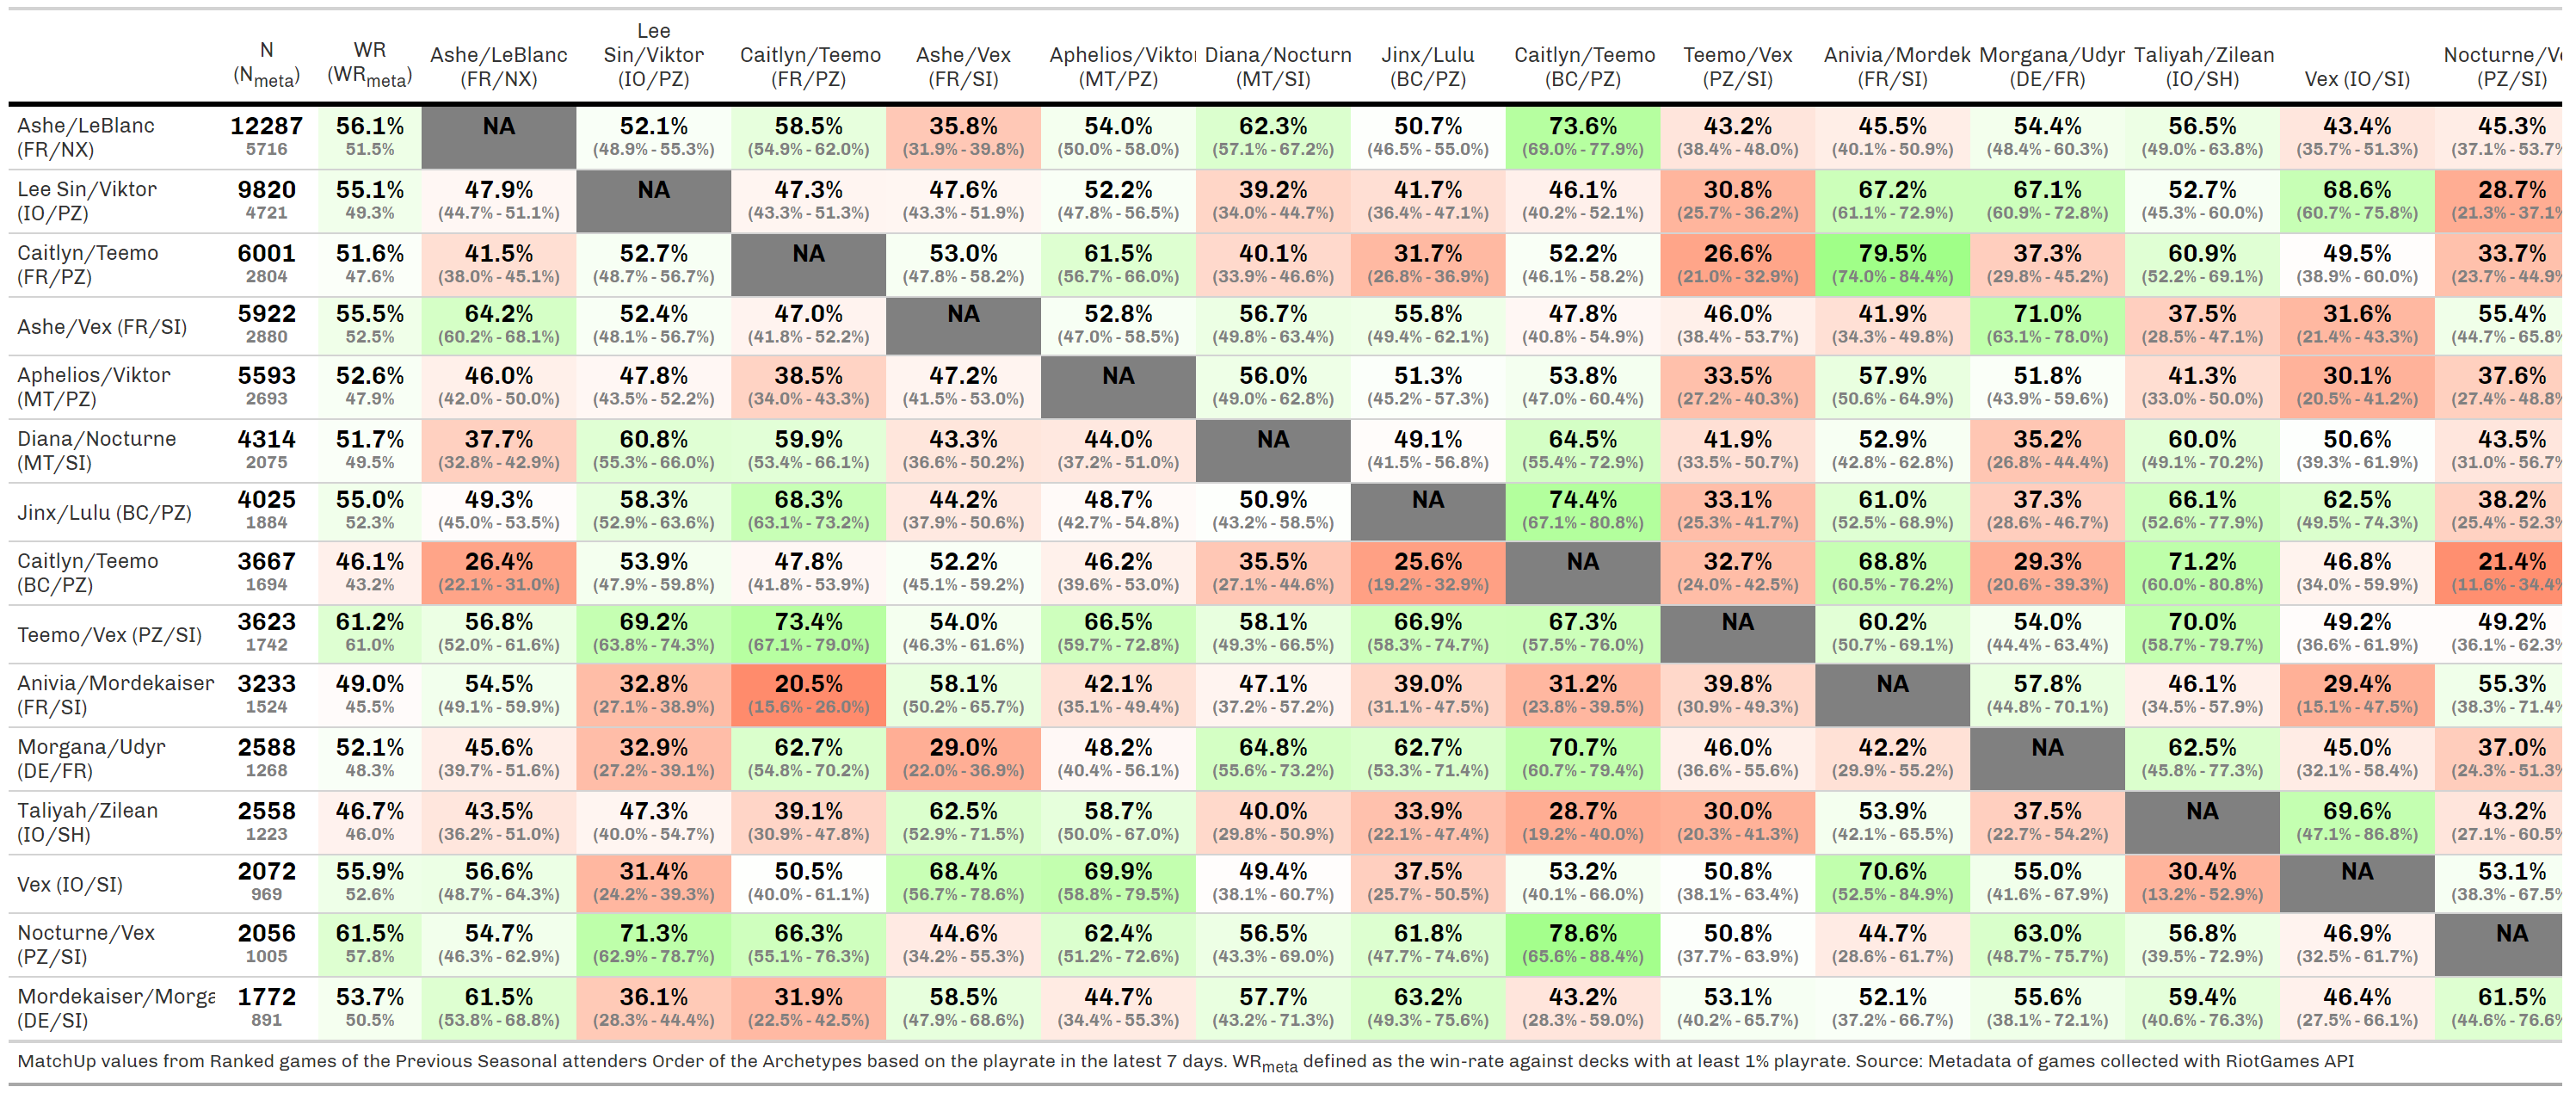 N (Nmeta) WR (WRmeta) Ashe/LeBlanc (FR/NX) Lee Sin/Viktor (IO/PZ) Caitlyn/Teemo (FR/PZ) Ashe/Vex (FR/SI) Aphelios/Viktor (MT/PZ) Diana/Nocturn (MT/SI) Jinx/Lulu (BC/PZ) Caitlyn/Teemo (BC/PZ) Teemo/Vex (PZ/SI) Anivia/Mordek (FR/SI) Morgana/Udyr (DE/FR) Taliyah/Zilean (IO/SH) Vex (IO/SI) Nocturne/Ve (PZ/SI)
Ashe/LeBlanc 12287 56.1% NA 52.1% 58.5% 35.8% 54.0% 62.3% 50.7% 73.6% 43.2% 45.5% 54.4% 56.5% 43.4% 45.3%
(FR/NX) 5716 51.5% (48.9% - 55.3%) (54.9% - 62.0%) (31.9% - 39.8%) (50.0% - 58.0%) (57.1% - 67.2%) (46.5% - 55.0%) (69.0% - 77.9%) (38.4% - 48.0%) (40.1% - 50.9%) (48.4% - 60.3%) (49.0% - 63.8%) (35.7% - 51.3%) (37.1% - 53.7%
Lee Sin/Viktor 9820 55.1% 47.9% NA 47.3% 47.6% 52.2% 39.2% 41.7% 46.1% 30.8% 67.2% 67.1% 52.7% 68.6% 28.7%
(IO/PZ) 4721 49.3% (44.7% - 51.1%) (43.3% - 51.3%) (43.3% - 51.9%) (47.8% - 56.5%) (34.0% - 44.7%) (36.4% - 47.1%) (40.2% - 52.1%) (25.7% - 36.2%) (61.1% - 72.9%) (60.9% - 72.8%) (45.3% - 60.0%) (60.7% - 75.8%) (21.3% - 37.1%
Caitlyn/Teemo 6001 51.6% 41.5% 52.7% NA 53.0% 61.5% 40.1% 31.7% 52.2% 26.6% 79.5% 37.3% 60.9% 49.5% 33.7%
(FR/PZ) 2804 47.6% (38.0% - 45.1%) (48.7% - 56.7%) (47.8% - 58.2%) (56.7% - 66.0%) (33.9% - 46.6%) (26.8% - 36.9%) (46.1% - 58.2%) (21.0% - 32.9%) (74.0% - 84.4%) (29.8% - 45.2%) (52.2% - 69.1%) (38.9% - 60.0%) (23.7% - 44.9%
Ashe/Vex (FR/SI) 5922 55.5% 64.2% 52.4% 47.0% NA 52.8% 56.7% 55.8% 47.8% 46.0% 41.9% 71.0% 37.5% 31.6% 55.4%
2880 52.5% (60.2% - 68.1%) (48.1% - 56.7%) (41.8% - 52.2%) (47.0% - 58.5%) (49.8% - 63.4%) (49.4% - 62.1%) (40.8% - 54.9%) (38.4% - 53.7%) (34.3% - 49.8%) (63.1% - 78.0%) (28.5% - 47.1%) (21.4% - 43.3%) (44.7% - 65.8%
Aphelios/Viktor 5593 52.6% 46.0% 47.8% 38.5% 47.2% NA 56.0% 51.3% 53.8% 33.5% 57.9% 51.8% 41.3% 30.1% 37.6%
(MT/PZ) 2693 47.9% (42.0% - 50.0%) (43.5% - 52.2%) (34.0% - 43.3%) (41.5% - 53.0%) (49.0% - 62.8%) (45.2% - 57.3%) (47.0% - 60.4%) (27.2% - 40.3%) (50.6% - 64.9%) (43.9% - 59.6%) (33.0% - 50.0%) (20.5% - 41.2%) (27.4% - 48.8%
Diana/Nocturne 4314 51.7% 37.7% 60.8% 59.9% 43.3% 44.0% NA 49.1% 64.5% 41.9% 52.9% 35.2% 60.0% 50.6% 43.5%
(MT/SI) 2075 49.5% (32.8% - 42.9%) (55.3% - 66.0%) (53.4% - 66.1%) (36.6% - 50.2%) (37.2% - 51.0%) (41.5% - 56.8%) (55.4% - 72.9%) (33.5% - 50.7%) (42.8% - 62.8%) (26.8% - 44.4%) (49.1% - 70.2%) (39.3% - 61.9%) (31.0% - 56.7%
Jinx/Lulu (BC/PZ) 4025 55.0% 49.3% 58.3% 68.3% 44.2% 48.7% 50.9% NA 74.4% 33.1% 61.0% 37.3% 66.1% 62.5% 38.2%
1884 52.3% (45.0% - 53.5%) (52.9% - 63.6%) (63.1% - 73.2%) (37.9% - 50.6%) (42.7% - 54.8%) (43.2% - 58.5%) (67.1% - 80.8%) (25.3% - 41.7%) (52.5% - 68.9%) (28.6% - 46.7%) (52.6% - 77.9%) (49.5% - 74.3%) (25.4% - 52.3%
Caitlyn/Teemo 3667 46.1% 26.4% 53.9% 47.8% 52.2% 46.2% 35.5% 25.6% NA 32.7% 68.8% 29.3% 71.2% 46.8% 21.4%
(BC/PZ) 1694 43.2% (22.1% - 31.0%) (47.9% - 59.8%) (41.8% - 53.9%) (45.1% - 59.2%) (39.6% - 53.0%) (27.1% - 44.6%) (19.2% - 32.9%) (24.0% - 42.5%) (60.5% - 76.2%) (20.6% - 39.3%) (60.0% - 80.8%) (34.0% - 59.9%) (11.6% - 34.4%
Teemo/Vex (PZ/SI) 3623 61.2% 56.8% 69.2% 73.4% 54.0% 66.5% 58.1% 66.9% 67.3% NA 60.2% 54.0% 70.0% 49.2% 49.2%
1742 61.0% (52.0% - 61.6%) (63.8% - 74.3%) (67.1% - 79.0%) (46.3% - 61.6%) (59.7% - 72.8%) (49.3% - 66.5%) (58.3% - 74.7%) (57.5% - 76.0%) (50.7% - 69.1%) (44.4% - 63.4%) (58.7% - 79.7%) (36.6% - 61.9%) (36.1% - 62.3%
Anivia/Mordekaiser 3233 49.0% 54.5% 32.8% 20.5% 58.1% 42.1% 47.1% 39.0% 31.2% 39.8% NA 57.8% 46.1% 29.4% 55.3%
(FR/SI) 1524 45.5% (49.1% - 59.9%) (27.1% - 38.9%) (15.6% - 26.0%) (50.2% - 65.7%) (35.1% - 49.4%) (37.2% - 57.2%) (31.1% - 47.5%) (23.8% - 39.5%) (30.9% - 49.3%) (44.8% - 70.1%) (34.5% - 57.9%) (15.1% - 47.5%) (38.3% - 71.4%
Morgana/Udyr 2588 52.1% 45.6% 32.9% 62.7% 29.0% 48.2% 64.8% 62.7% 70.7% 46.0% 42.2% NA 62.5% 45.0% 37.0%
(DE/FR) 1268 48.3% (39.7% - 51.6%) (27.2% - 39.1%) (54.8% - 70.2%) (22.0% - 36.9%) (40.4% - 56.1%) (55.6% - 73.2%) (53.3% - 71.4%) (60.7% - 79.4%) (36.6% - 55.6%) (29.9% - 55.2%) (45.8% - 77.3%) (32.1% - 58.4%) (24.3% - 51.3%
Taliyah/Zilean 2558 46.7% 43.5% 47.3% 39.1% 62.5% 58.7% 40.0% 33.9% 28.7% 30.0% 53.9% 37.5% NA 69.6% 43.2%
(IO/SH) 1223 46.0% (36.2% - 51.0%) (40.0% - 54.7%) (30.9% - 47.8%) (52.9% - 71.5%) (50.0% - 67.0%) (29.8% - 50.9%) (22.1% - 47.4%) (19.2% - 40.0%) (20.3% - 41.3%) (42.1% - 65.5%) (22.7% - 54.2%) (47.1% - 86.8%) (27.1% - 60.5%
Vex (IO/SI) 2072 55.9% 56.6% 31.4% 50.5% 68.4% 69.9% 49.4% 37.5% 53.2% 50.8% 70.6% 55.0% 30.4% NA 53.1%
969 52.6% (48.7% - 64.3%) (24.2% - 39.3%) (40.0% - 61.1%) (56.7% - 78.6%) (58.8% - 79.5%) (38.1% - 60.7%) (25.7% - 50.5%) (40.1% - 66.0%) (38.1% - 63.4%) (52.5% - 84.9%) (41.6% - 67.9%) (13.2% - 52.9%) (38.3% - 67.5%
Nocturne/Vex 2056 61.5% 54.7% 71.3% 66.3% 44.6% 62.4% 56.5% 61.8% 78.6% 50.8% 44.7% 63.0% 56.8% 46.9% NA
(PZ/SI) 1005 57.8% (46.3% - 62.9%) (62.9% - 78.7%) (55.1% - 76.3%) (34.2% - 55.3%) (51.2% - 72.6%) (43.3% - 69.0%) (47.7% - 74.6%) (65.6% - 88.4%) (37.7% - 63.9%) (28.6% - 61.7%) (48.7% - 75.7%) (39.5% - 72.9%) (32.5% - 61.7%)
Mordekaiser/Morga 1772 53.7% 61.5% 36.1% 31.9% 58.5% 44.7% 57.7% 63.2% 43.2% 53.1% 52.1% 55.6% 59.4% 46.4% 61.5%
(DE/SI) 891 50.5% (53.8% - 68.8%) (28.3% - 44.4%) (22.5% - 42.5%) (47.9% - 68.6%) (34.4% - 55.3%) (43.2% - 71.3%) (49.3% - 75.6%) (28.3% - 59.0%) (40.2% - 65.7%) (37.2% - 66.7%) (38.1% - 72.1%) (40.6% - 76.3%) (27.5% - 66.1%) (44.6% - 76.6%
MatchUp values from Ranked games of the Previous Seasonal attenders Order of the Archetypes based on the playrate in the latest 7 days. WRmeta defined as the win-rate against decks with at least 1% playrate. Source: Metadata of games collected with RiotGames API